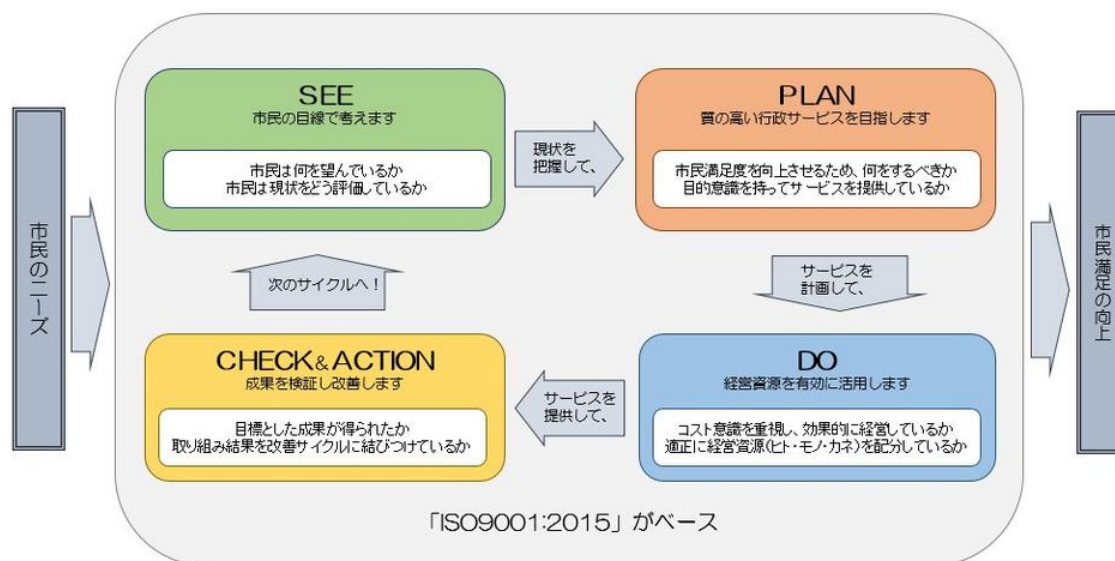 市民のニーズ
SEE
市民の目線で考えます
市民は何を望んでいるか
市民は現状をどう評価しているか
現状を
把握して、
PLAN
質の高い行政サービスを目指します
市民満足度を向上させるため、何をするべきか
目的意識を持ってサービスを提供しているか
サービスを
計画して、
DO
経営資源を有効に活用します
コスト意識を重視し、効果的に経営しているか
適正に経営資源(ヒト・モノ・カネ)を配分しているか
サービスを
提供して、
CHECK&ACTION
成果を検証し改善します
目標とした成果が得られたか
取り組み結果を改善サイクルに結びつけているか
次のサイクルへ！
「ISO9001:2015」がベース
市民満足の向上